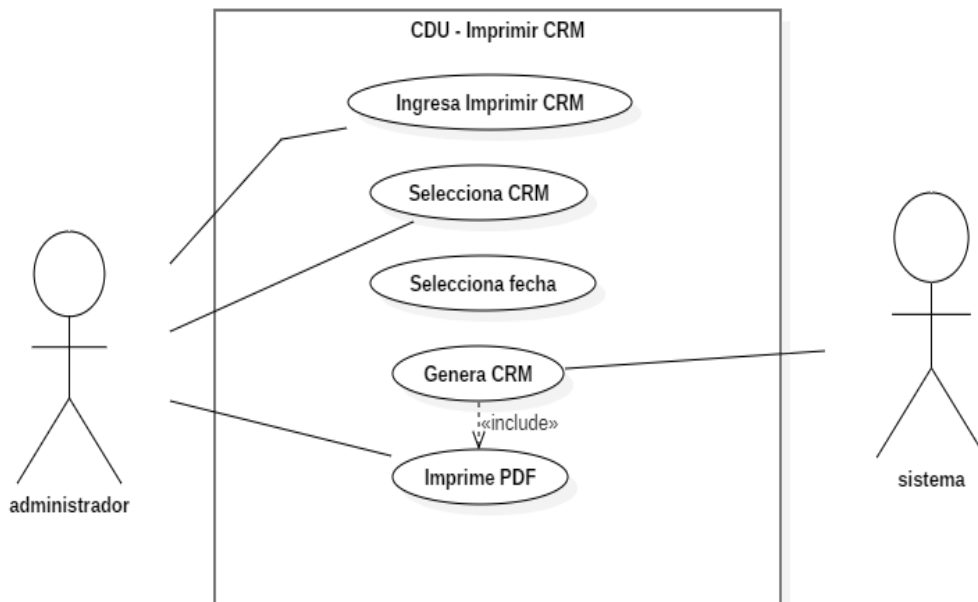 CDU - Imprimir CRM
Ingresa Imprimir CRM
Selecciona CRM
Selecciona fecha
Genera CRM
«include»
Imprime PDF
administrador
sistema